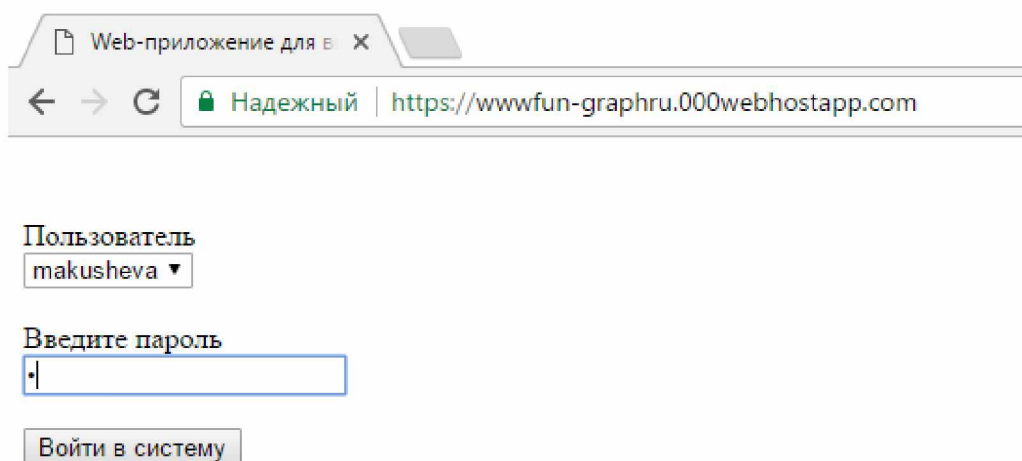 Web-приложение для в
Надежный https://wwwfun-graphru.000webhostapp.com
Пользователь
makusheva
Введите пароль
•
Войти в систему